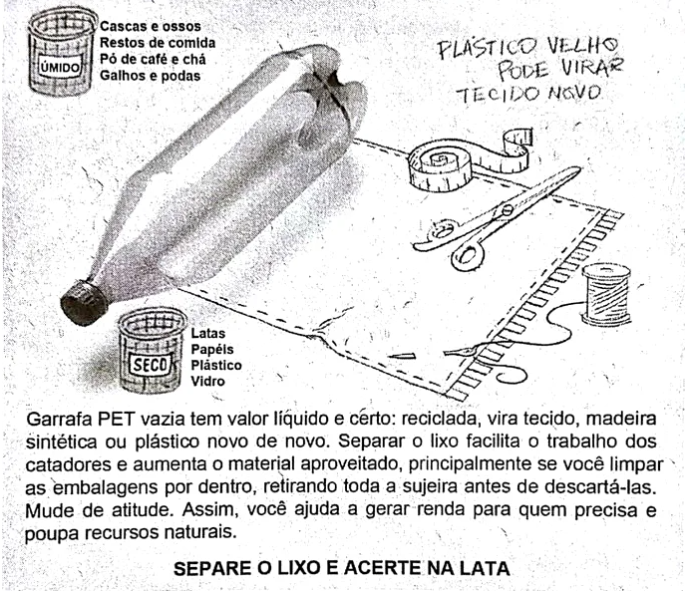 Cascas e ossos
Restos de comida
Pó de café e chá
Galhos e podas
ÚMIDO
PLÁSTICO VELHO
PODE VIRAR
TECIDO NOVO
Latas
Papéis
Plástico
Vidro
SECO
Garrafa PET vazia tem valor líquido e certo: reciclada, vira tecido, madeira
sintética ou plástico novo de novo. Separar o lixo facilita o trabalho dos
catadores e aumenta o material aproveitado, principalmente se você limpar
as embalagens por dentro, retirando toda a sujeira antes de descartá-las.
Mude de atitude. Assim, você ajuda a gerar renda para quem precisa e
poupa recursos naturais.
SEPARE O LIXO E ACERTE NA LATA